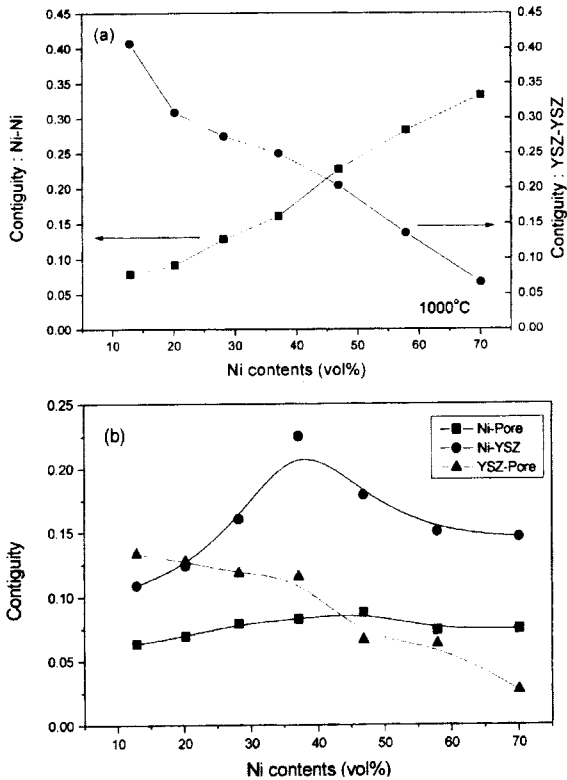 (a)
0.45
0.40
0.35
0.30
0.25
0.20
0.15
0.10
0.05
0.00
Contiguity : Ni-Ni
0.45
0.40
0.35
0.30
0.25
0.20
0.15
0.10
0.05
0.00
Contiguity : YSZ-YSZ
1000°C
10 20 30 40 50 60 70
Ni contents (vol%)
(b)
0.25
0.20
0.15
0.10
0.05
0.00
Contiguity
Ni-Pore
Ni-YSZ
YSZ-Pore
10 20 30 40 50 60 70
Ni contents (vol%)